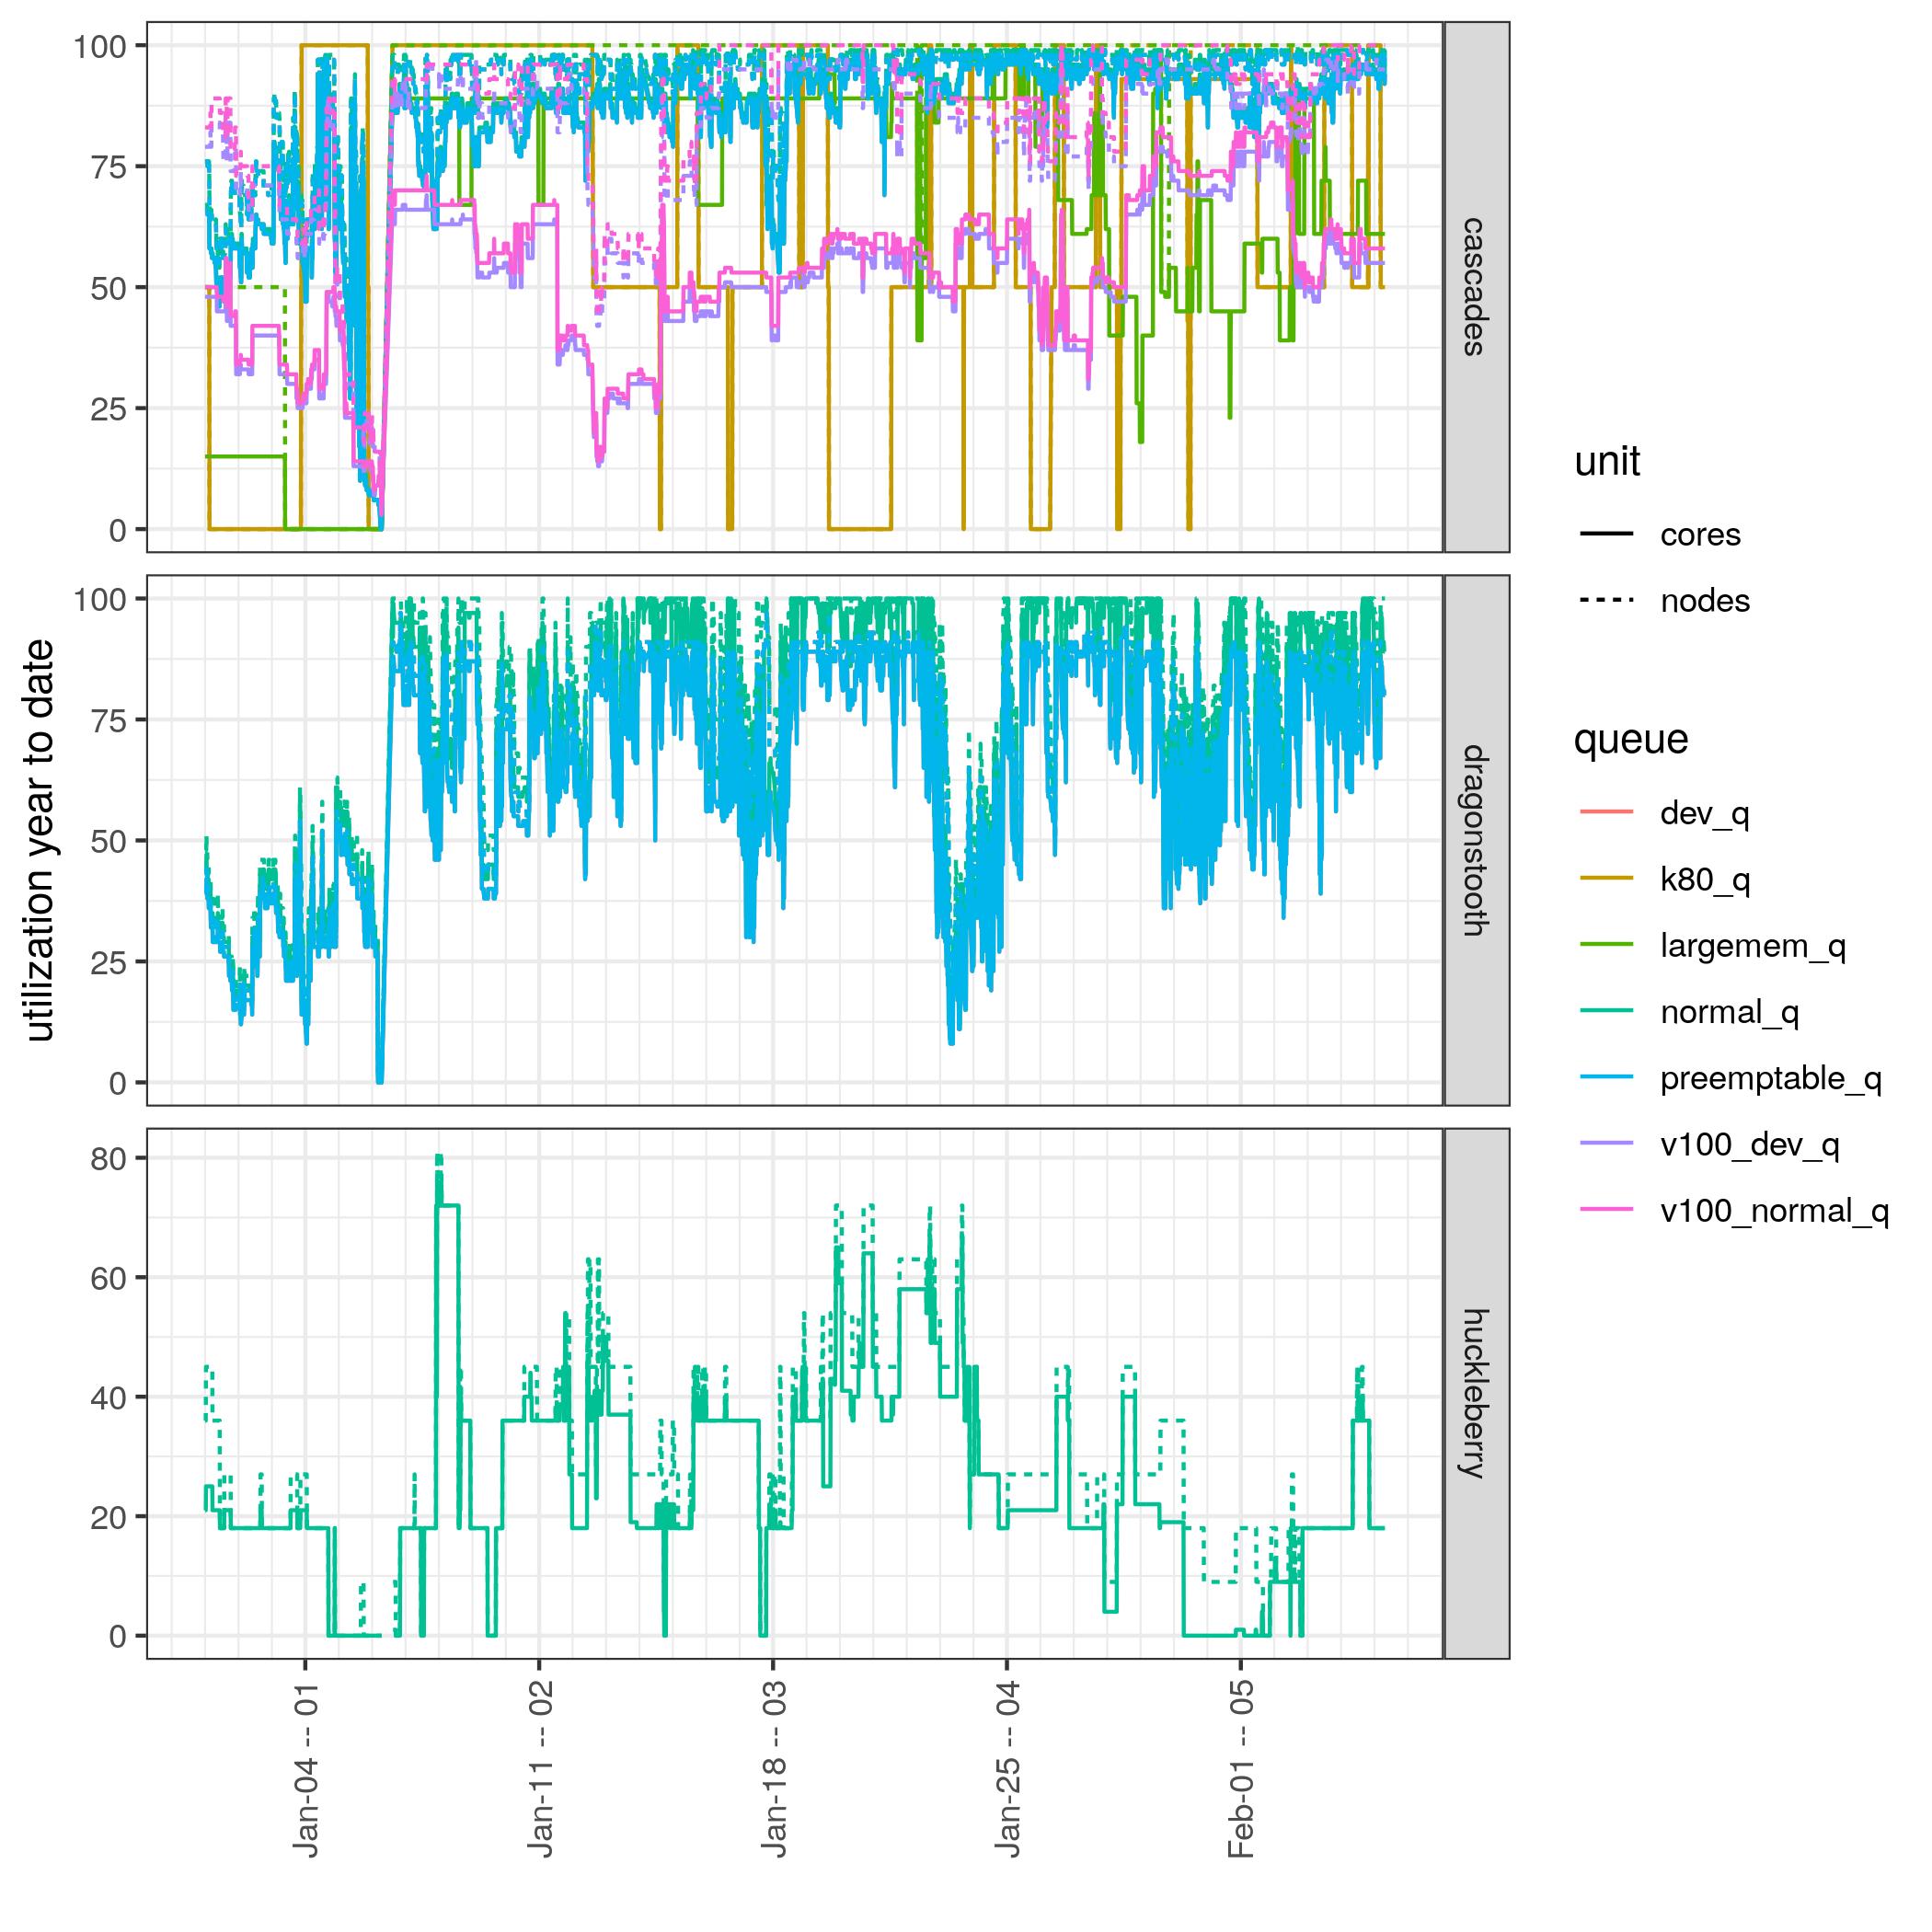 utilization year to date
100
75
50
25
0
cascades
100
75
50
25
0
dragonstooth
80
60
40
20
0
huckleberry
Jan-04 -- 01
Jan-11 -- 02
Jan-18 -- 03
Jan-25 -- 04
Feb-01 -- 05
unit
cores
nodes
queue
dev_q
k80_q
largemem_q
normal_q
preemptable_q
v100_dev_q
v100_normal_q